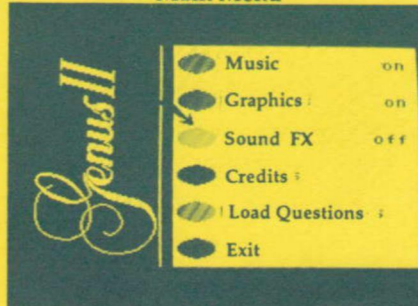 Genus II
Music on
Graphics on
Sound FX off
Credits
Load Questions
Exit